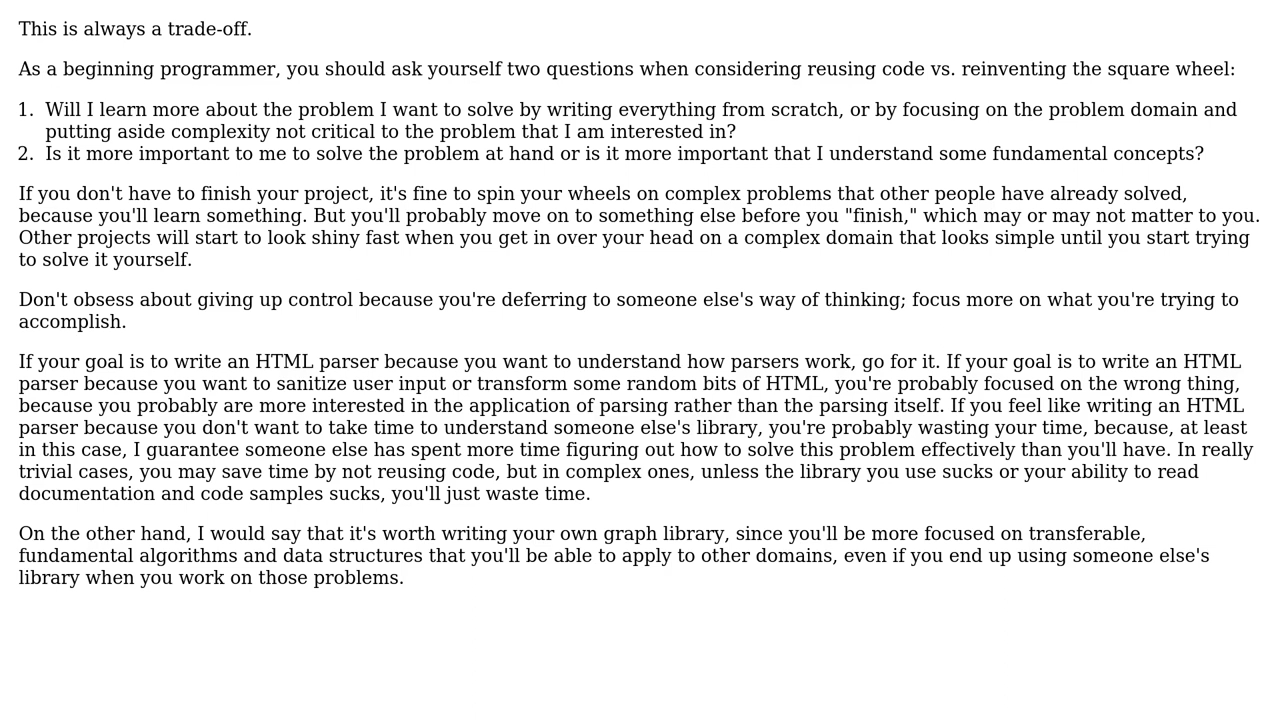 This is always a trade-off.
As a beginning programmer, you should ask yourself two questions when considering reusing code vs. reinventing the square wheel:
1. Will I learn more about the problem I want to solve by writing everything from scratch, or by focusing on the problem domain and
putting aside complexity not critical to the problem that I am interested in?
2. Is it more important to me to solve the problem at hand or is it more important that I understand some fundamental concepts?
If you don't have to finish your project, it's fine to spin your wheels on complex problems that other people have already solved,
because you'll learn something. But you'll probably move on to something else before you "finish," which may or may not matter to you.
Other projects will start to look shiny fast when you get in over your head on a complex domain that looks simple until you start trying
to solve it yourself.
Don't obsess about giving up control because you're deferring to someone else's way of thinking; focus more on what you're trying to
accomplish.
If your goal is to write an HTML parser because you want to understand how parsers work, go for it. If your goal is to write an HTML
parser because you want to sanitize user input or transform some random bits of HTML, you're probably focused on the wrong thing,
because you probably are more interested in the application of parsing rather than the parsing itself. If you feel like writing an HTML
parser because you don't want to take time to understand someone else's library, you're probably wasting your time, because, at least
in this case, I guarantee someone else has spent more time figuring out how to solve this problem effectively than you'll have. In really
trivial cases, you may save time by not reusing code, but in complex ones, unless the library you use sucks or your ability to read
documentation and code samples sucks, you'll just waste time.
On the other hand, I would say that it's worth writing your own graph library, since you'll be more focused on transferable,
fundamental algorithms and data structures that you'll be able to apply to other domains, even if you end up using someone else's
library when you work on those problems.